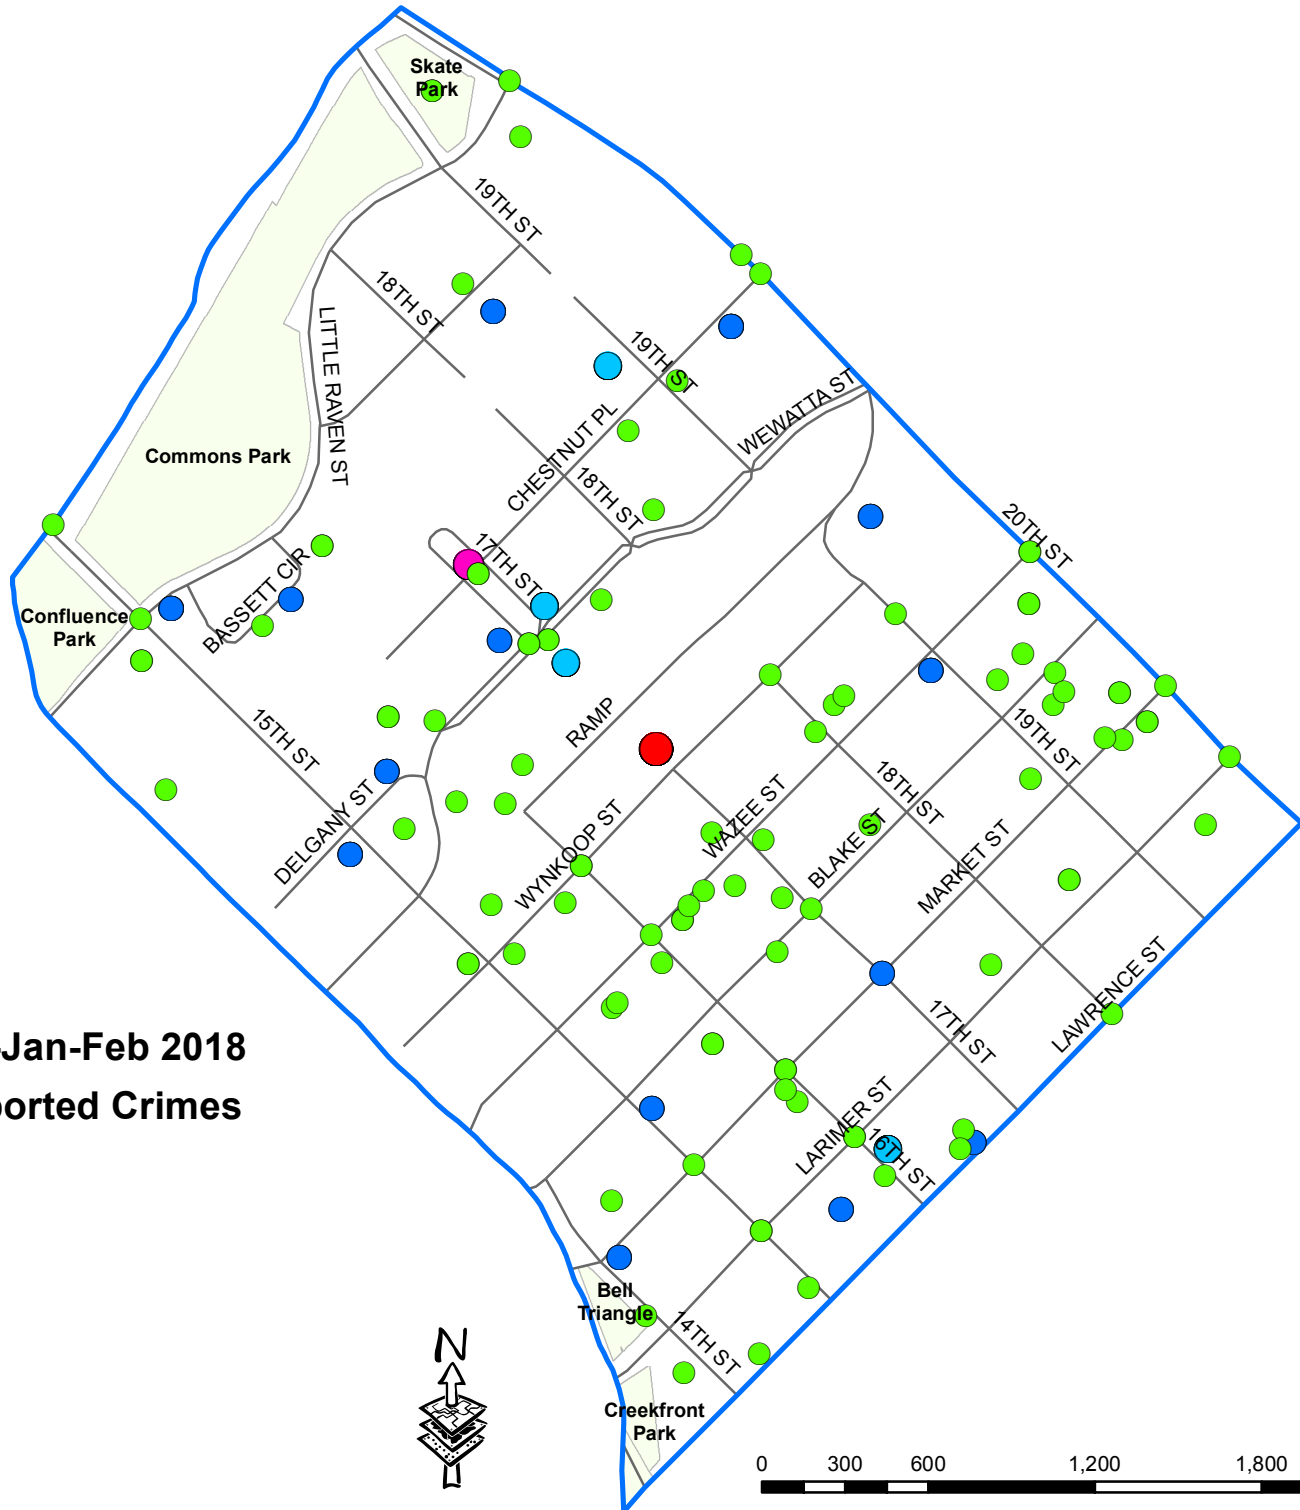 Skate
Park
19TH ST
18TH ST
LITTLE RAVEN ST
19TH ST
WEWATTA ST
Commons Park
CHESTNUT PL
18TH ST
20TH ST
17TH ST
BASSETT CIR
Confluence
Park
15TH ST
RAMP
19TH ST
DELGANY ST
WAZEE ST
18TH ST
WYNKOOP ST
BLAKE ST
MARKET ST
LAWRENCE ST
17TH ST
-Jan-Feb 2018
orted Crimes
LARIMER ST
16TH ST
Bell
Triangle
14TH ST
N
Creekfront
Park
0 300 600 1,200 1,800